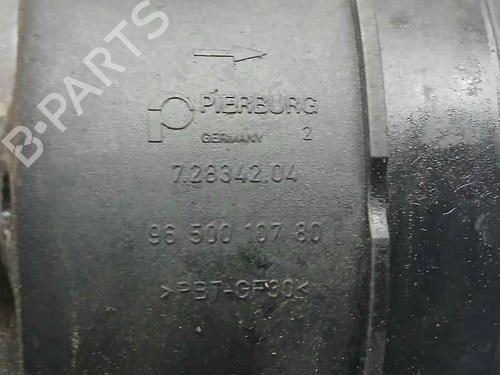 B-PARTS
PIERBURG
GERMANY 2
7.28342.04
96 500 107 80
>PBT-GF30<